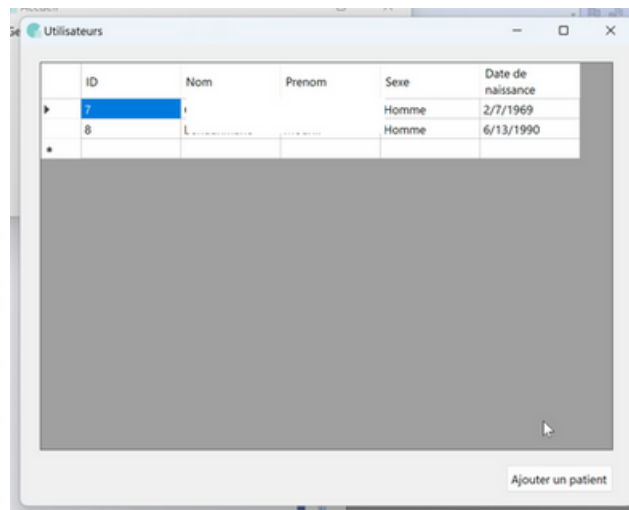 Accueil
Utilisateurs
ID Nom Prenom Sexe Date de naissance
7 Homme 2/7/1969
8 Homme 6/13/1990
Ajouter un patient